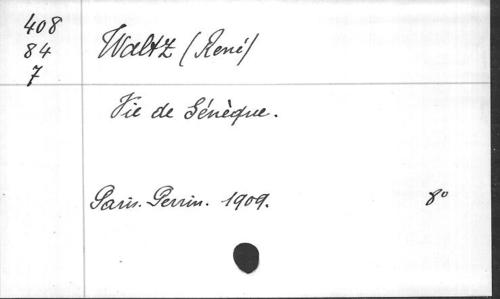 408
84
7
Waltz (René)
Vie de Sénèque.
Paris. Perrin. 1909. 8°